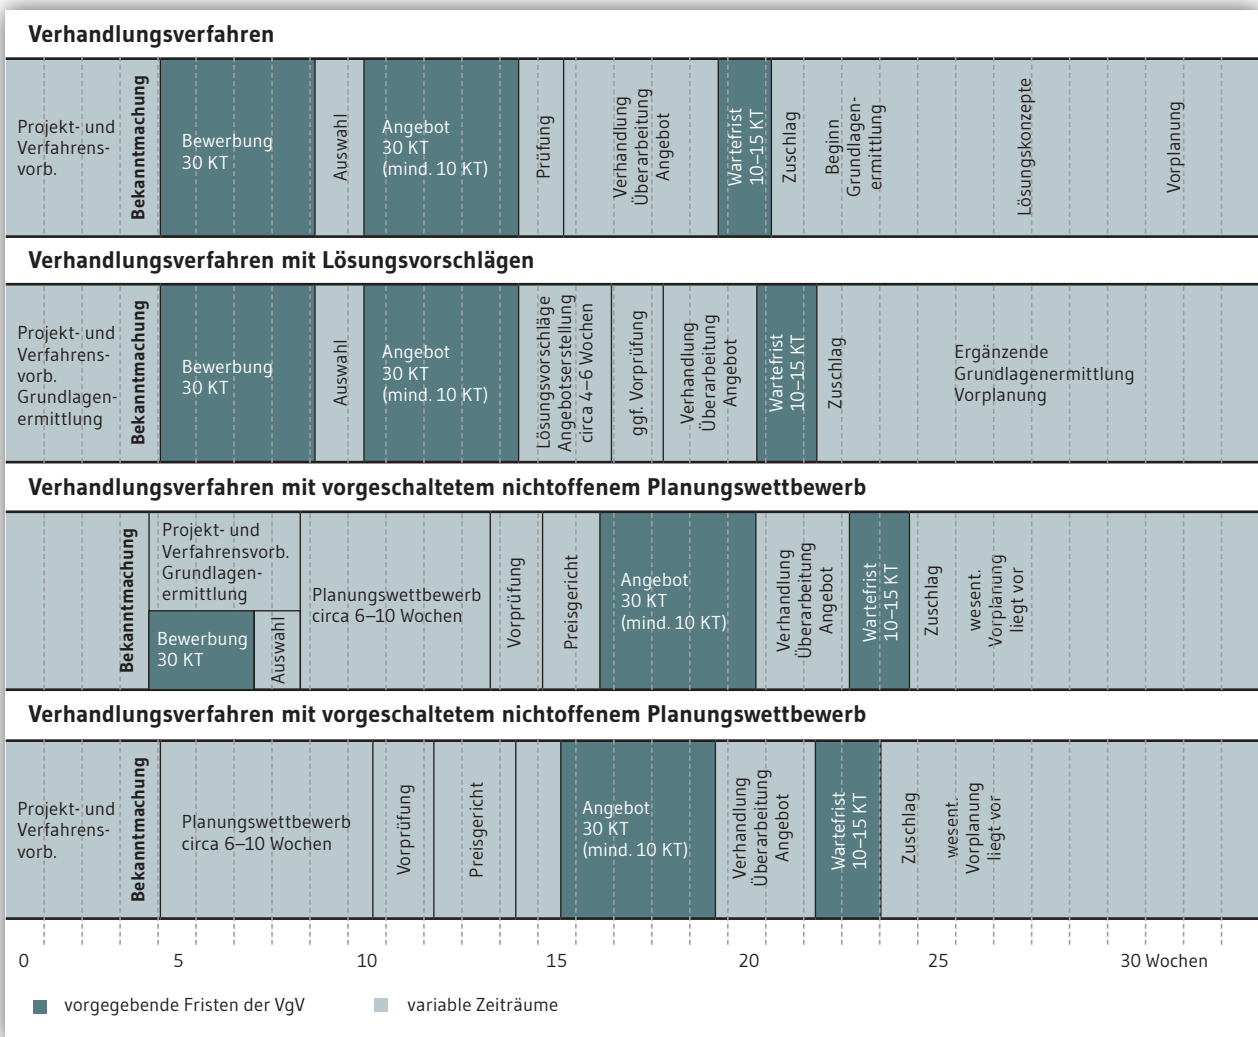 Verhandlungsverfahren
Projekt- und
Verfahrens-
vorb.
Bekanntmachung
Bewerbung
30 KT
Auswahl
Angebot
30 KT
(mind. 10 KT)
Prüfung
Verhandlung
Überarbeitung
Angebot
Wartefrist
10–15 KT
Zuschlag
Beginn
Grundlagen-
ermittlung
Lösungskonzepte
Vorplanung
Verhandlungsverfahren mit Lösungsvorschlägen
Projekt- und
Verfahrens-
vorb.
Grundlagen-
ermittlung
Bekanntmachung
Bewerbung
30 KT
Auswahl
Angebot
30 KT
(mind. 10 KT)
Lösungsvorschläge
Angebotserstellung
circa 4–6 Wochen
ggf. Vorprüfung
Verhandlung
Überarbeitung
Angebot
Wartefrist
10–15 KT
Zuschlag
Ergänzende
Grundlagenermittlung
Vorplanung
Verhandlungsverfahren mit vorgeschaltetem nichtoffenem Planungswettbewerb
Bekanntmachung
Projekt- und
Verfahrensvorb.
Grundlagen-
ermittlung
Bewerbung
30 KT
Auswahl
Planungswettbewerb
circa 6–10 Wochen
Vorprüfung
Preisgericht
Angebot
30 KT
(mind. 10 KT)
Verhandlung
Überarbeitung
Angebot
Wartefrist
10–15 KT
Zuschlag
wesent.
Vorplanung
liegt vor
Verhandlungsverfahren mit vorgeschaltetem nichtoffenem Planungswettbewerb
Projekt- und
Verfahrens-
vorb.
Bekanntmachung
Planungswettbewerb
circa 6–10 Wochen
Vorprüfung
Preisgericht
Angebot
30 KT
(mind. 10 KT)
Verhandlung
Überarbeitung
Angebot
Wartefrist
10–15 KT
Zuschlag
wesent.
Vorplanung
liegt vor
0 5 10 15 20 25 30 Wochen
vorgegebende Fristen der VgV
variable Zeiträume